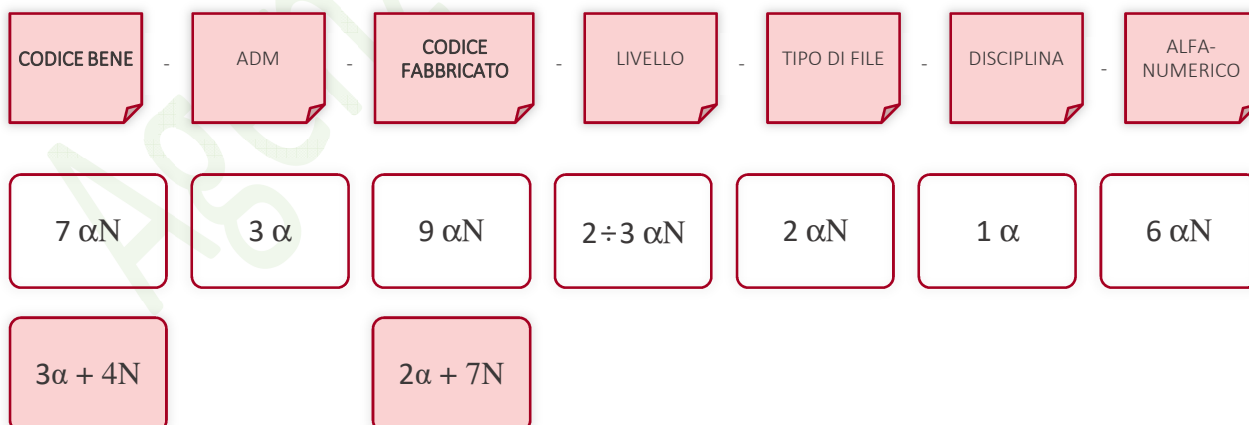 CODICE BENE - ADM - CODICE FABBRICATO - LIVELLO - TIPO DI FILE - DISCIPLINA - ALFA-NUMERICO
7 αN 3 α 9 αN 2÷3 αN 2 αN 1 α 6 αN
3α + 4N 2α + 7N